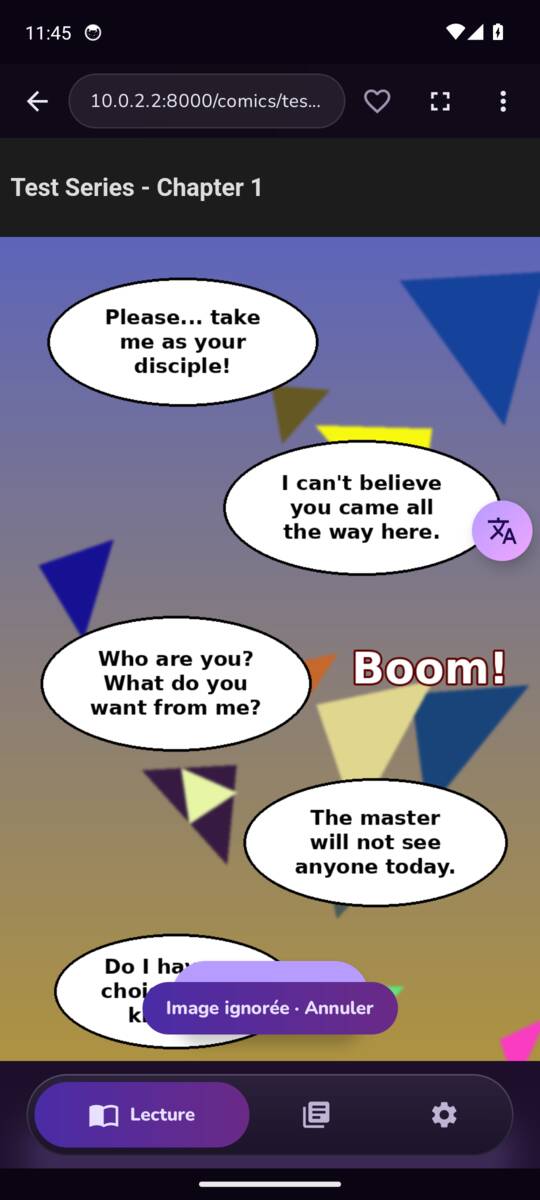 11:45
10.0.2.2:8000/comics/tes...
Test Series - Chapter 1
Please... take
me as your
disciple!
I can't believe
you came all
the way here.
Who are you?
What do you
want from me?
Boom!
The master
will not see
anyone today.
Do I
Image ignorée · Annuler
Lecture